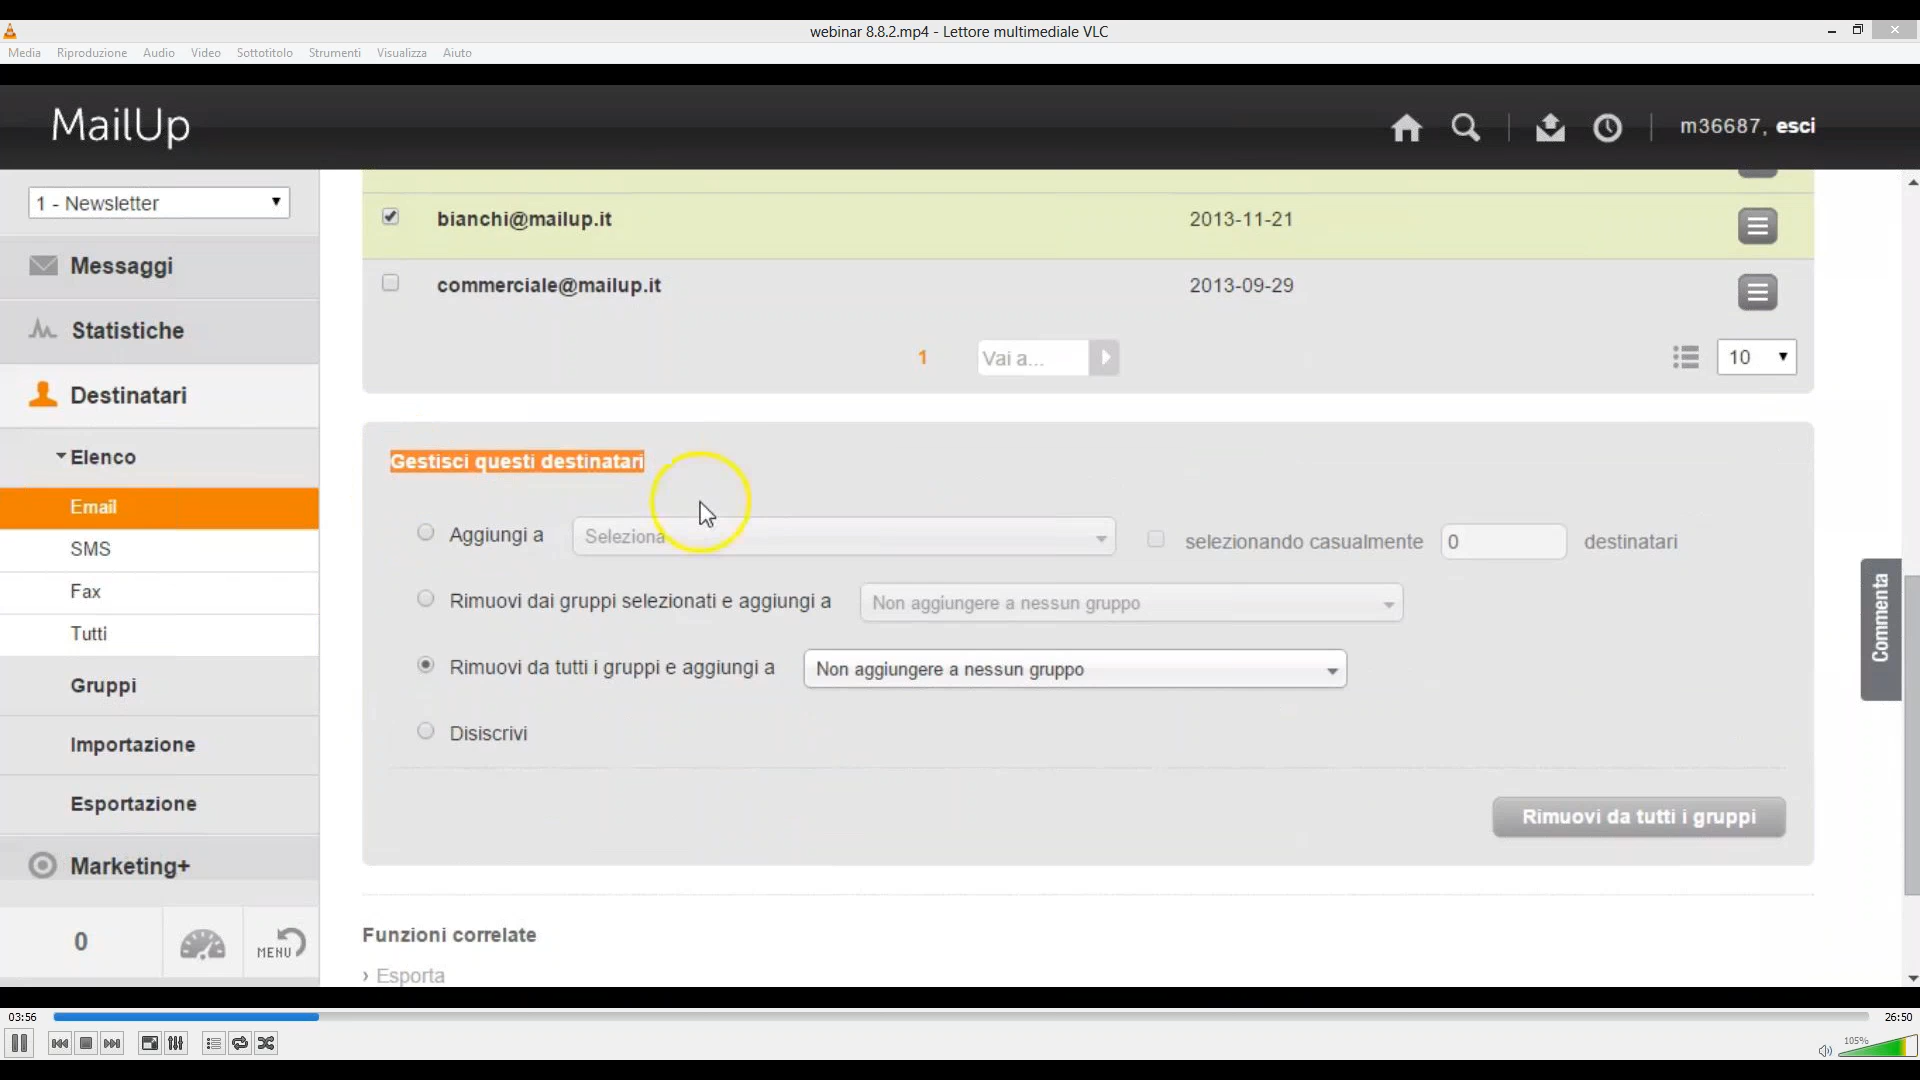 webinar 8.8.2.mp4 - Lettore multimediale VLC
Media Riproduzione Audio Video Sottotitolo Strumenti Visualizza Aiuto
MailUp
m36687, esci
1 - Newsletter
Messaggi
Statistiche
Destinatari
Elenco
Email
SMS
Fax
Tutti
Gruppi
Importazione
Esportazione
Marketing+
0
MENU
bianchi@mailup.it 2013-11-21
commerciale@mailup.it 2013-09-29
1 Vai a... 10
Gestisci questi destinatari
Aggiungi a Seleziona selezionando casualmente 0 destinatari
Rimuovi dai gruppi selezionati e aggiungi a Non aggiungere a nessun gruppo
Rimuovi da tutti i gruppi e aggiungi a Non aggiungere a nessun gruppo
Disiscrivi
Rimuovi da tutti i gruppi
Commenta
Funzioni correlate
› Esporta
03:56 26:50
105%